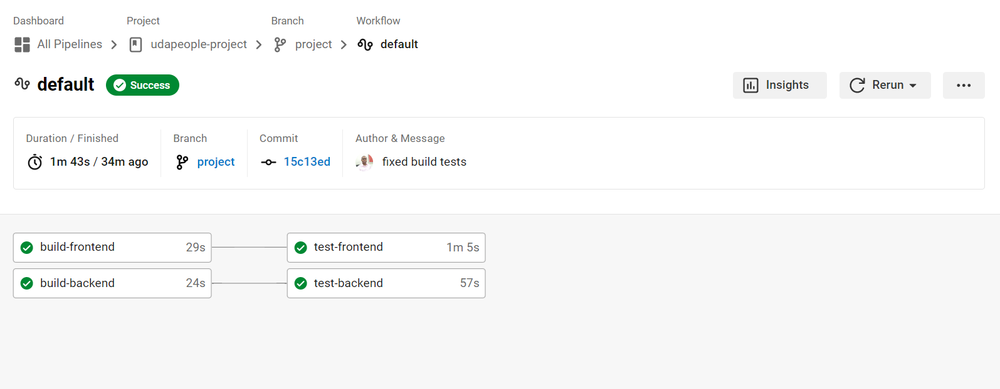 Dashboard Project Branch Workflow
All Pipelines udapeople-project project default
default Success Insights Rerun
Duration / Finished Branch Commit Author & Message
1m 43s / 34m ago project 15c13ed fixed build tests
build-frontend 29s test-frontend 1m 5s
build-backend 24s test-backend 57s